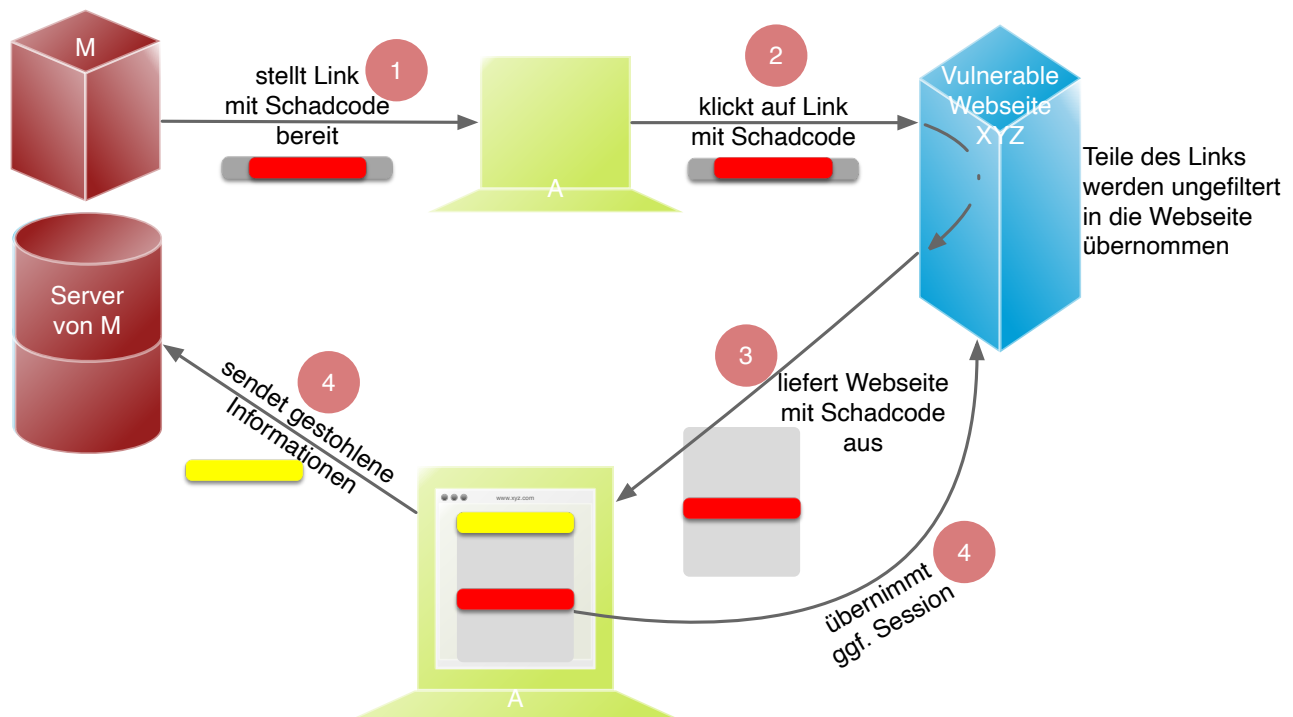 M
1
stellt Link
mit Schadcode
bereit
A
2
klickt auf Link
mit Schadcode
Vulnerable
Webseite
XYZ
Teile des Links
werden ungefiltert
in die Webseite
übernommen
Server
von M
4
sendet gestohlene
Informationen
3
liefert Webseite
mit Schadcode
aus
www.xyz.com
A
4
übernimmt
ggf. Session